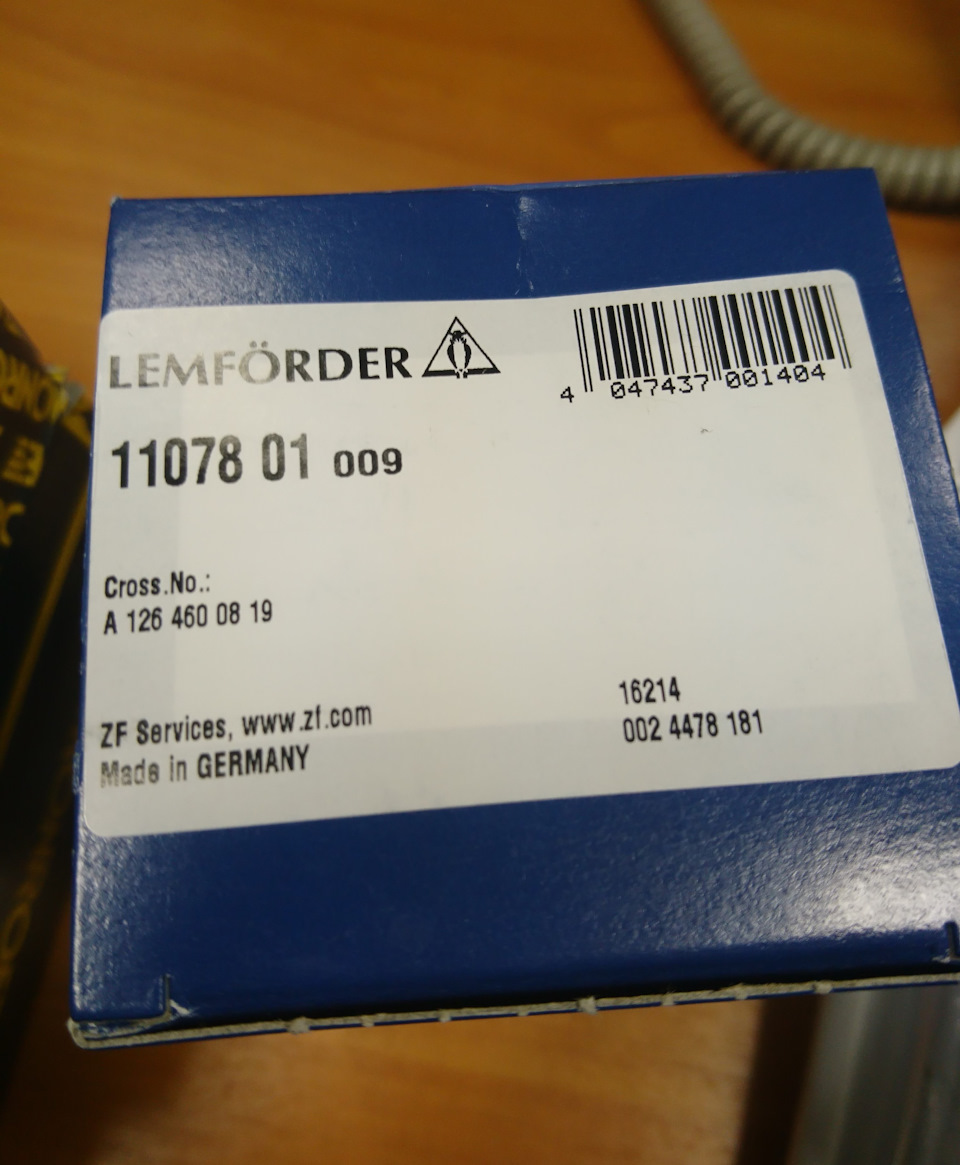 LEMFÖRDER
4 047437 001404
11078 01 009
Cross.No.:
A 126 460 08 19
16214
002 4478 181
ZF Services, www.zf.com
Made in GERMANY